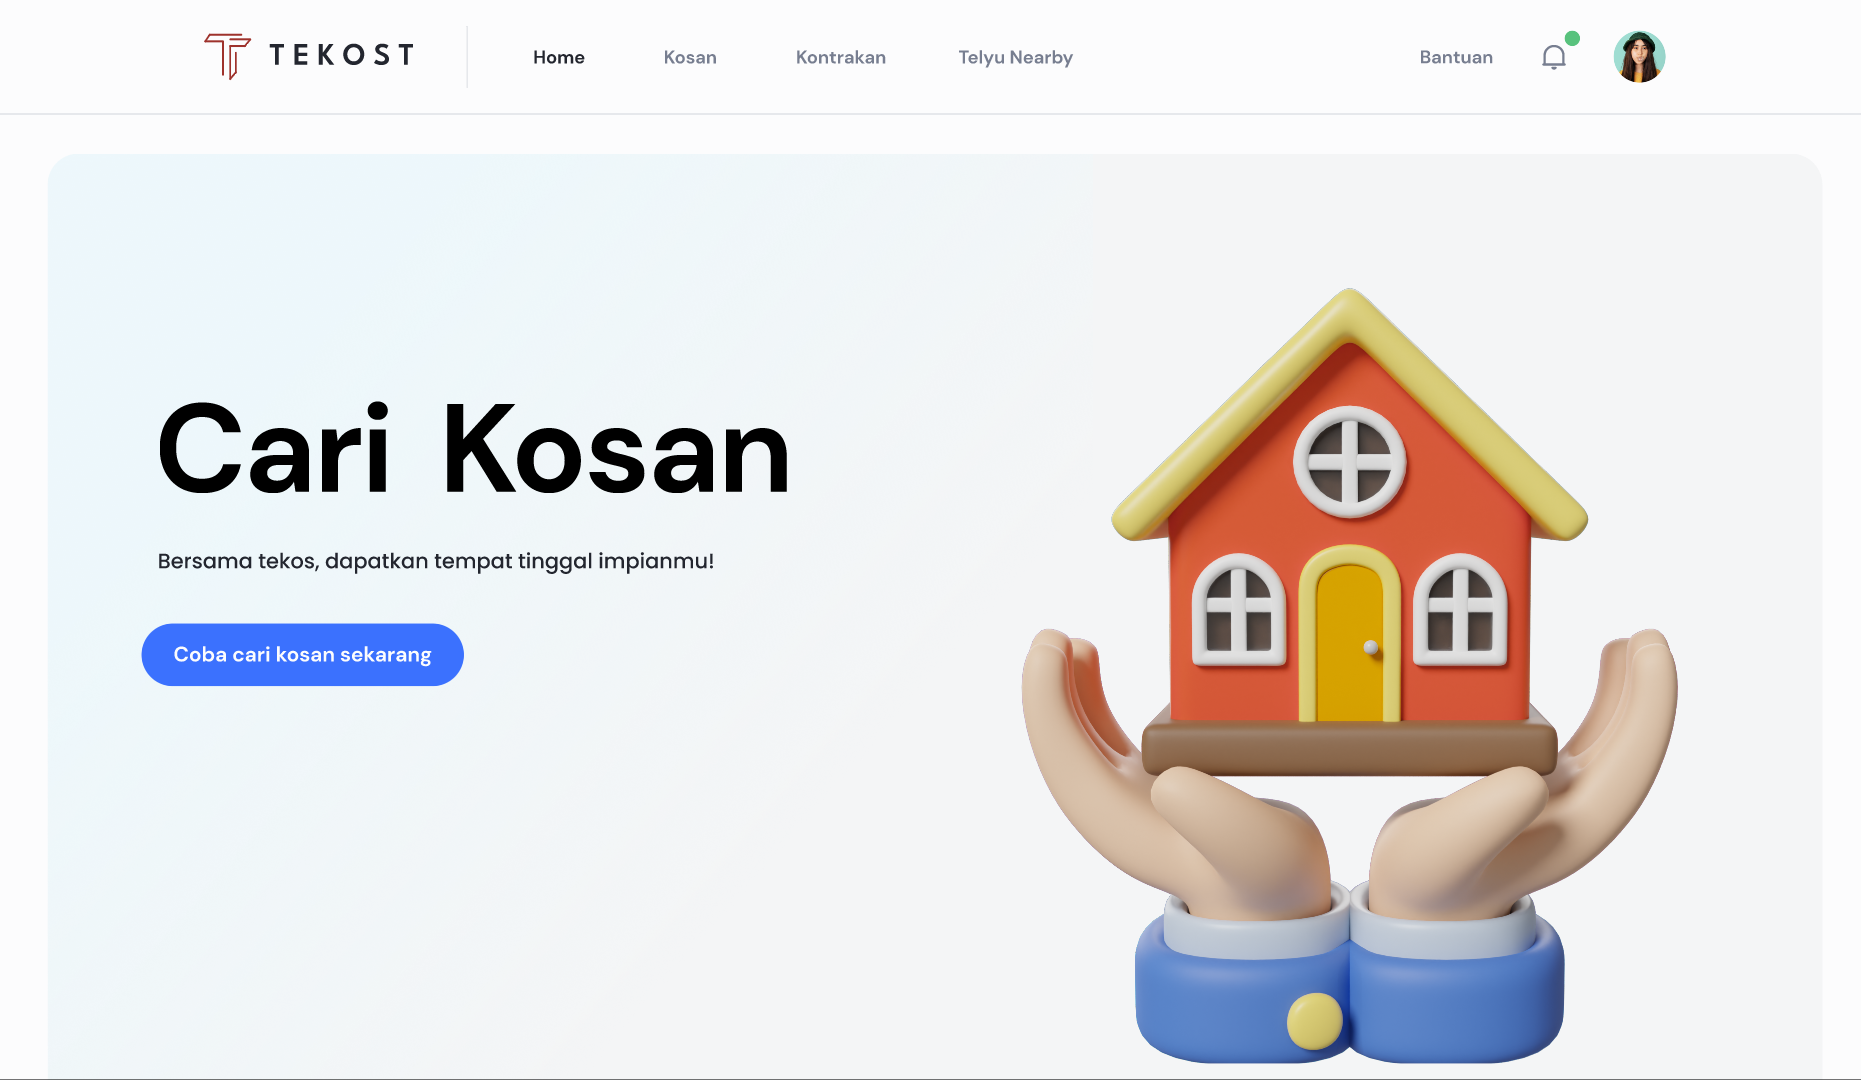 TEKOST
Home
Kosan
Kontrakan
Telyu Nearby
Bantuan
Cari Kosan
Bersama tekos, dapatkan tempat tinggal impianmu!
Coba cari kosan sekarang